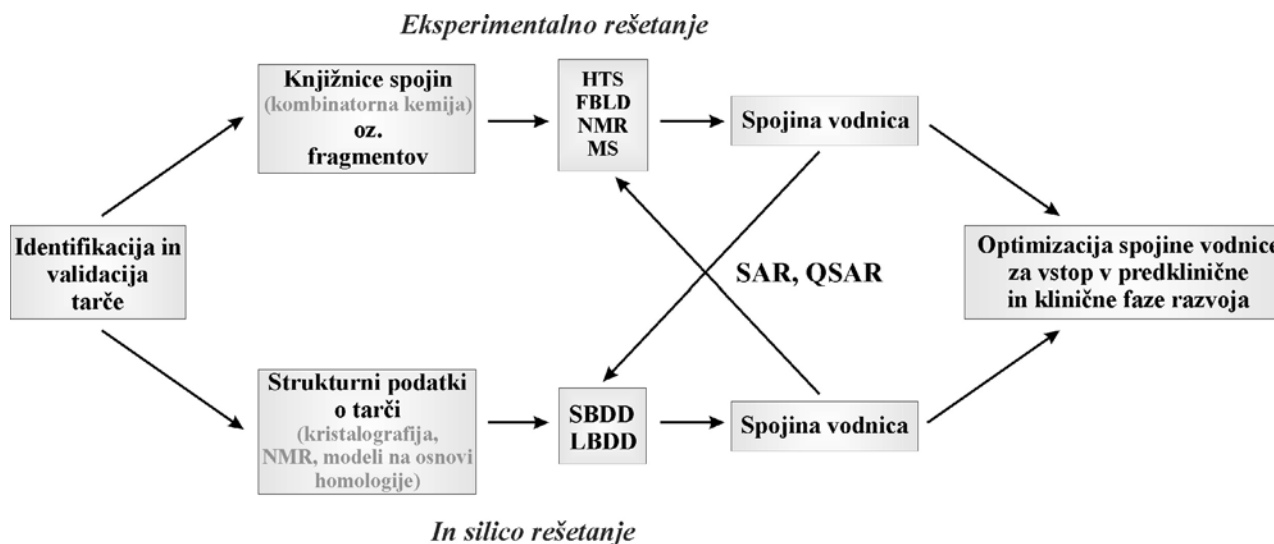 Eksperimentalno rešetanje
Knjižnice spojin
(kombinatorna kemija)
oz.
fragmentov
HTS
FBLD
NMR
MS
Spojina vodnica
Identifikacija in
validacija
tarče
SAR, QSAR
Optimizacija spojine vodnice
za vstop v predklinične
in klinične faze razvoja
Strukturni podatki
o tarči
(kristalografija,
NMR, modeli na osnovi
homologije)
SBDD
LBDD
Spojina vodnica
In silico rešetanje